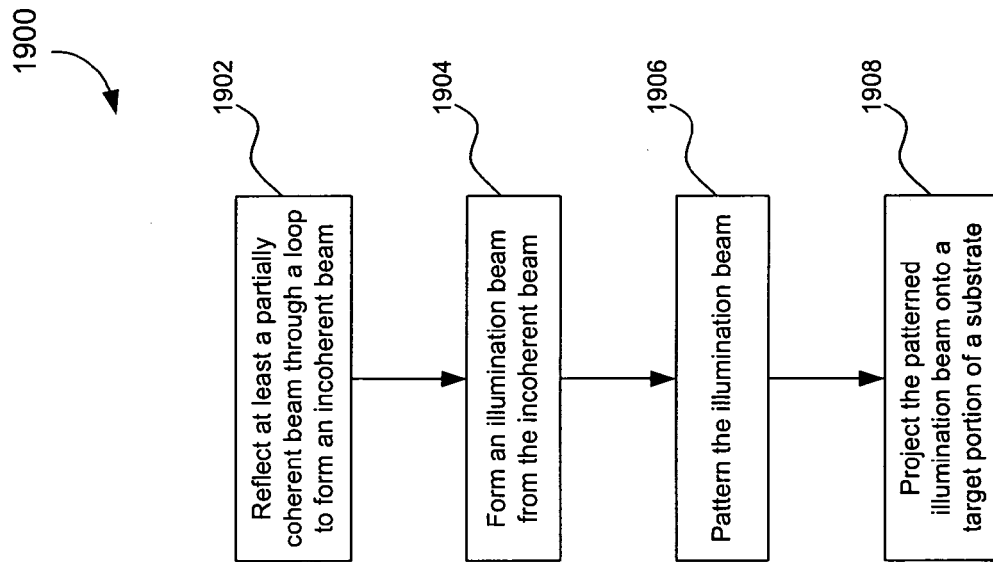 1900
1902
Reflect at least a partially
coherent beam through a loop
to form an incoherent beam
1904
Form an illumination beam
from the incoherent beam
1906
Pattern the illumination beam
1908
Project the patterned
illumination beam onto a
target portion of a substrate